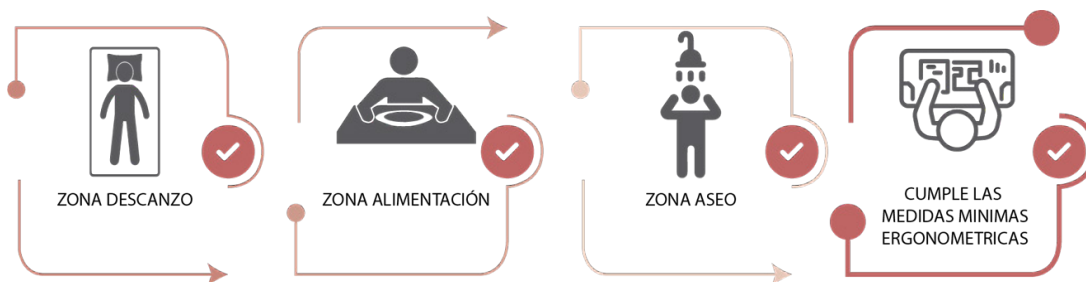 ZONA DESCANZO
ZONA ALIMENTACIÓN
ZONA ASEO
CUMPLE LAS
MEDIDAS MINIMAS
ERGONOMETRICAS